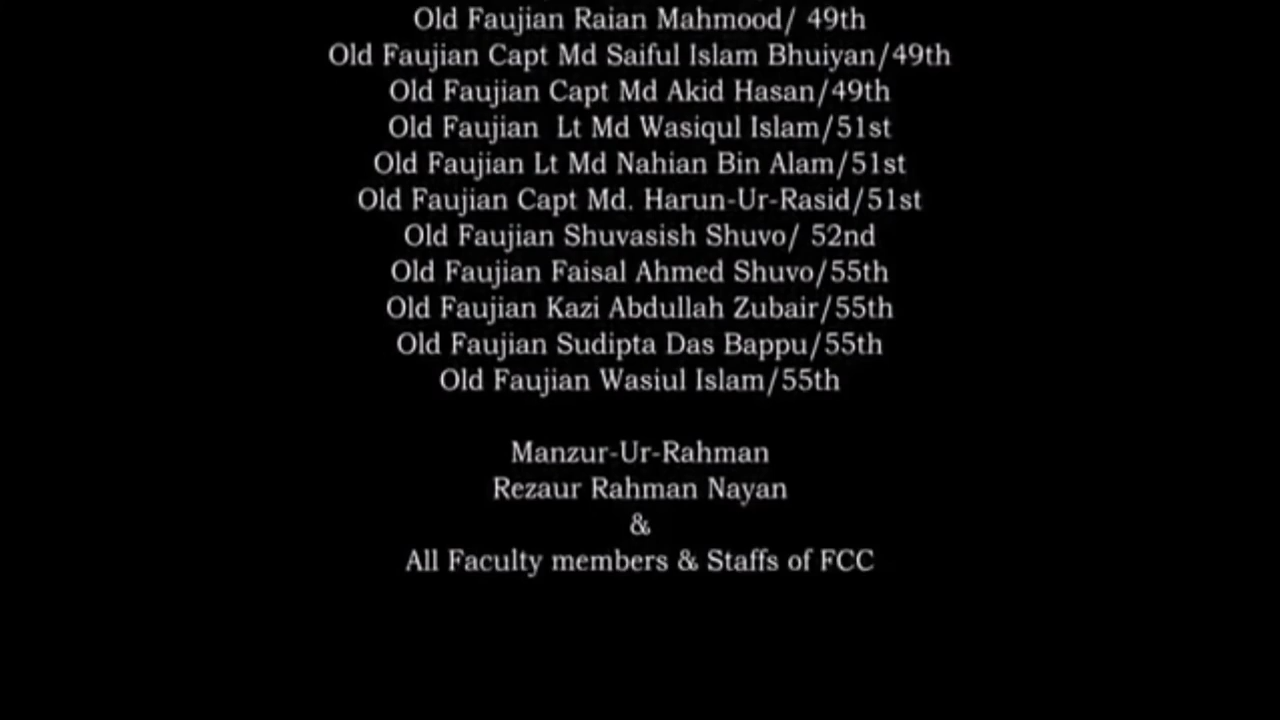 Old Faujian Raian Mahmood/ 49th
Old Faujian Capt Md Saiful Islam Bhuiyan/49th
Old Faujian Capt Md Akid Hasan/49th
Old Faujian  Lt Md Wasiqul Islam/51st
Old Faujian Lt Md Nahian Bin Alam/51st
Old Faujian Capt Md. Harun-Ur-Rasid/51st
Old Faujian Shuvasish Shuvo/ 52nd
Old Faujian Faisal Ahmed Shuvo/55th
Old Faujian Kazi Abdullah Zubair/55th
Old Faujian Sudipta Das Bappu/55th
Old Faujian Wasiul Islam/55th
Manzur-Ur-Rahman
Rezaur Rahman Nayan
&
All Faculty members & Staffs of FCC